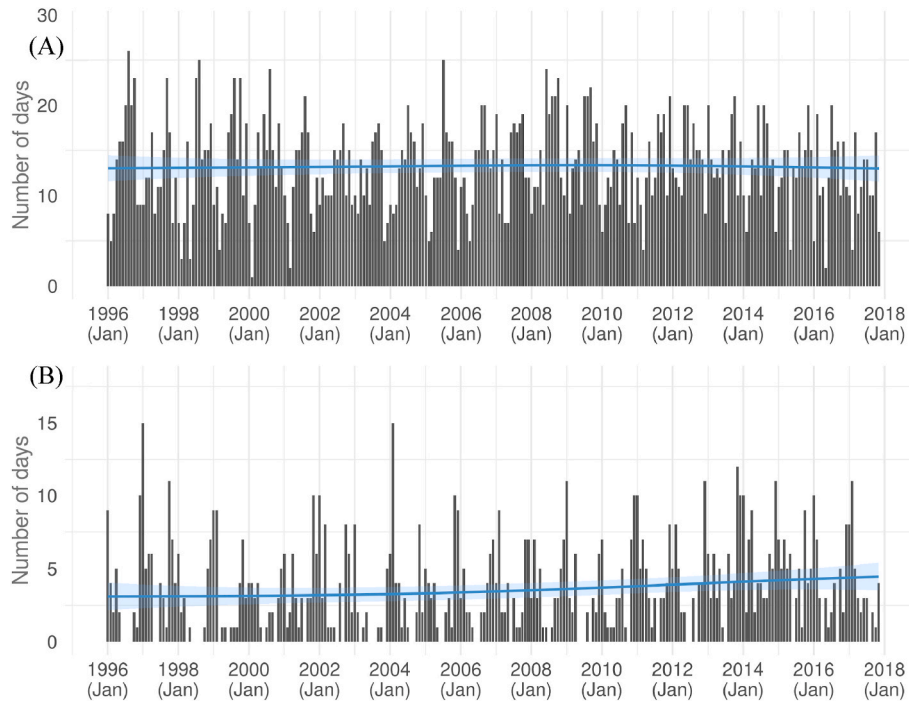 (A)
Number of days
30
20
10
0
1996 1998 2000 2002 2004 2006 2008 2010 2012 2014 2016 2018
(Jan) (Jan) (Jan) (Jan) (Jan) (Jan) (Jan) (Jan) (Jan) (Jan) (Jan) (Jan)
(B)
Number of days
15
10
5
0
1996 1998 2000 2002 2004 2006 2008 2010 2012 2014 2016 2018
(Jan) (Jan) (Jan) (Jan) (Jan) (Jan) (Jan) (Jan) (Jan) (Jan) (Jan) (Jan)